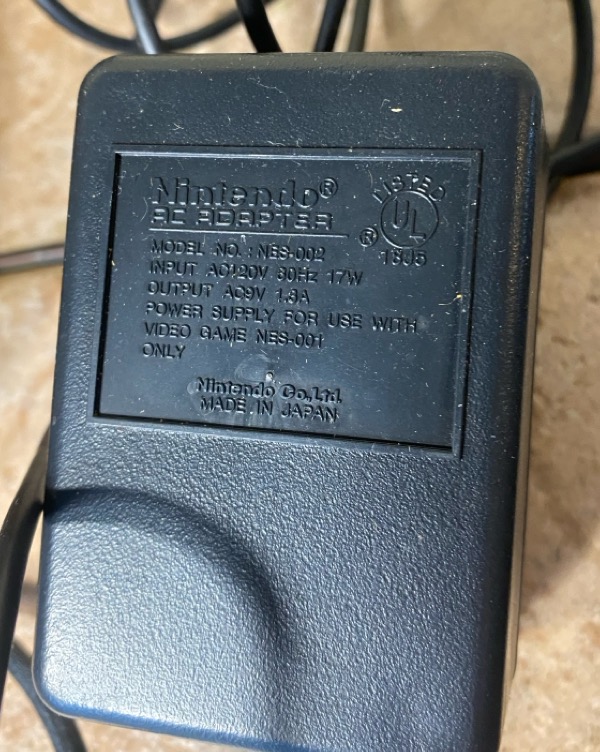 Nintendo®
AC ADAPTER
MODEL NO. : NES-002
INPUT AC120V 60Hz 17W
OUTPUT AC9V 1.3A
POWER SUPPLY FOR USE WITH
VIDEO GAME NES-001
ONLY
Nintendo Co.,Ltd.
MADE IN JAPAN
LISTED
UL
®
18J5